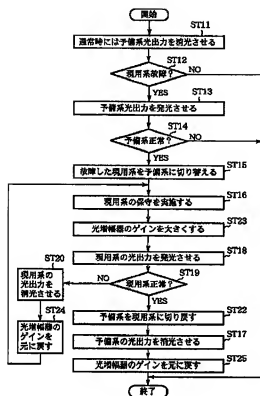 開始
ST11
通常時には予備系光出力を消光させる
ST12
現用系故障?
NO
YES
ST13
予備系光出力を発光させる
ST14
予備系正常?
NO
YES
ST15
故障した現用系を予備系に切り替える
ST16
現用系の保守を実施する
ST23
光増幅器のゲインを大きくする
ST18
現用系の光出力を発光させる
ST19
現用系正常?
NO
YES
ST20
現用系の
光出力を
消光させる
ST24
光増幅器の
ゲインを
元に戻す
ST22
予備系を現用系に切り戻す
ST17
予備系の光出力を消光させる
ST25
光増幅器のゲインを元に戻す
終了